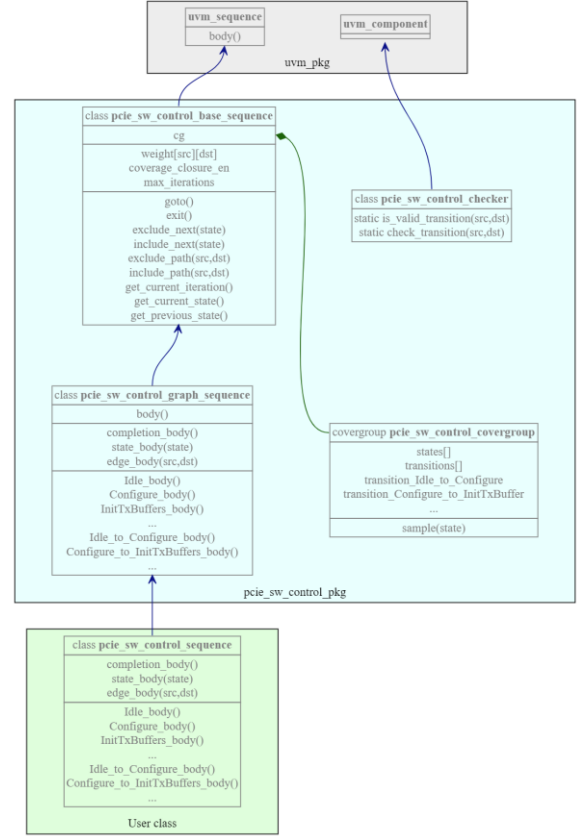 uvm_sequence
body()
uvm_component
uvm_pkg
class pcie_sw_control_base_sequence
cg
weight[src][dst]
coverage_closure_en
max_iterations
goto()
exit()
exclude_next(state)
include_next(state)
exclude_path(src,dst)
include_path(src,dst)
get_current_iteration()
get_current_state()
get_previous_state()
class pcie_sw_control_checker
static is_valid_transition(src,dst)
static check_transition(src,dst)
class pcie_sw_control_graph_sequence
body()
completion_body()
state_body(state)
edge_body(src,dst)
Idle_body()
Configure_body()
InitTxBuffers_body()
...
Idle_to_Configure_body()
Configure_to_InitTxBuffers_body()
...
covergroup pcie_sw_control_covergroup
states[]
transitions[]
transition_Idle_to_Configure
transition_Configure_to_InitTxBuffer
...
sample(state)
pcie_sw_control_pkg
class pcie_sw_control_sequence
completion_body()
state_body(state)
edge_body(src,dst)
Idle_body()
Configure_body()
InitTxBuffers_body()
...
Idle_to_Configure_body()
Configure_to_InitTxBuffers_body()
...
User class